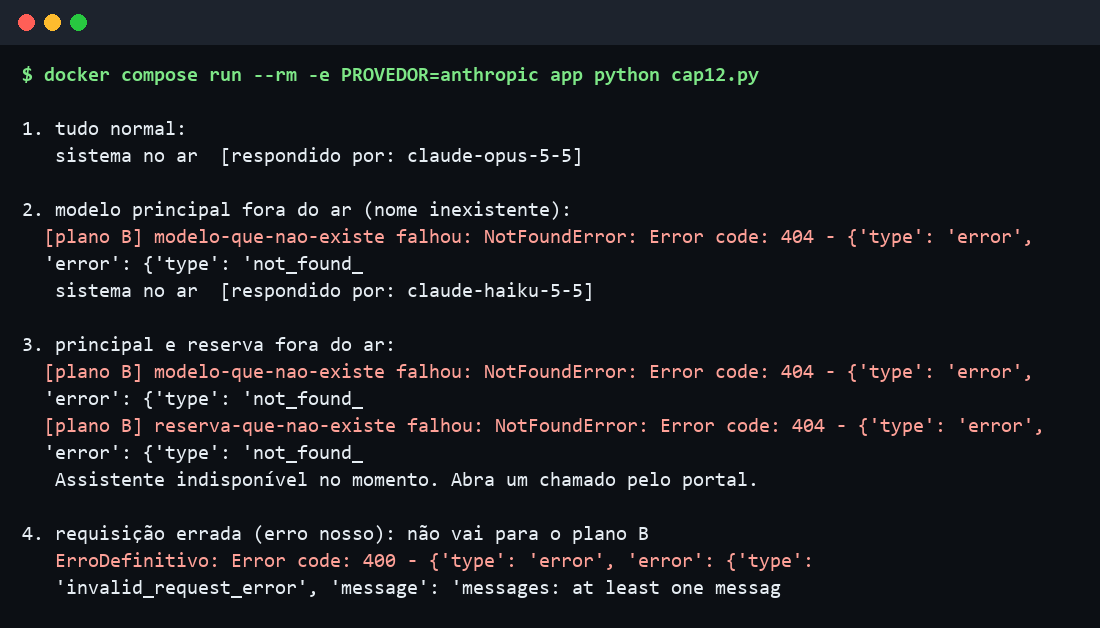 $ docker compose run --rm -e PROVEDOR=anthropic app python cap12.py
1. tudo normal:
sistema no ar  [respondido por: claude-opus-5-5]
2. modelo principal fora do ar (nome inexistente):
[plano B] modelo-que-nao-existe falhou: NotFoundError: Error code: 404 - {'type': 'error',
'error': {'type': 'not_found_
sistema no ar  [respondido por: claude-haiku-5-5]
3. principal e reserva fora do ar:
[plano B] modelo-que-nao-existe falhou: NotFoundError: Error code: 404 - {'type': 'error',
'error': {'type': 'not_found_
[plano B] reserva-que-nao-existe falhou: NotFoundError: Error code: 404 - {'type': 'error',
'error': {'type': 'not_found_
Assistente indisponível no momento. Abra um chamado pelo portal.
4. requisição errada (erro nosso): não vai para o plano B
ErroDefinitivo: Error code: 400 - {'type': 'error', 'error': {'type':
'invalid_request_error', 'message': 'messages: at least one messag